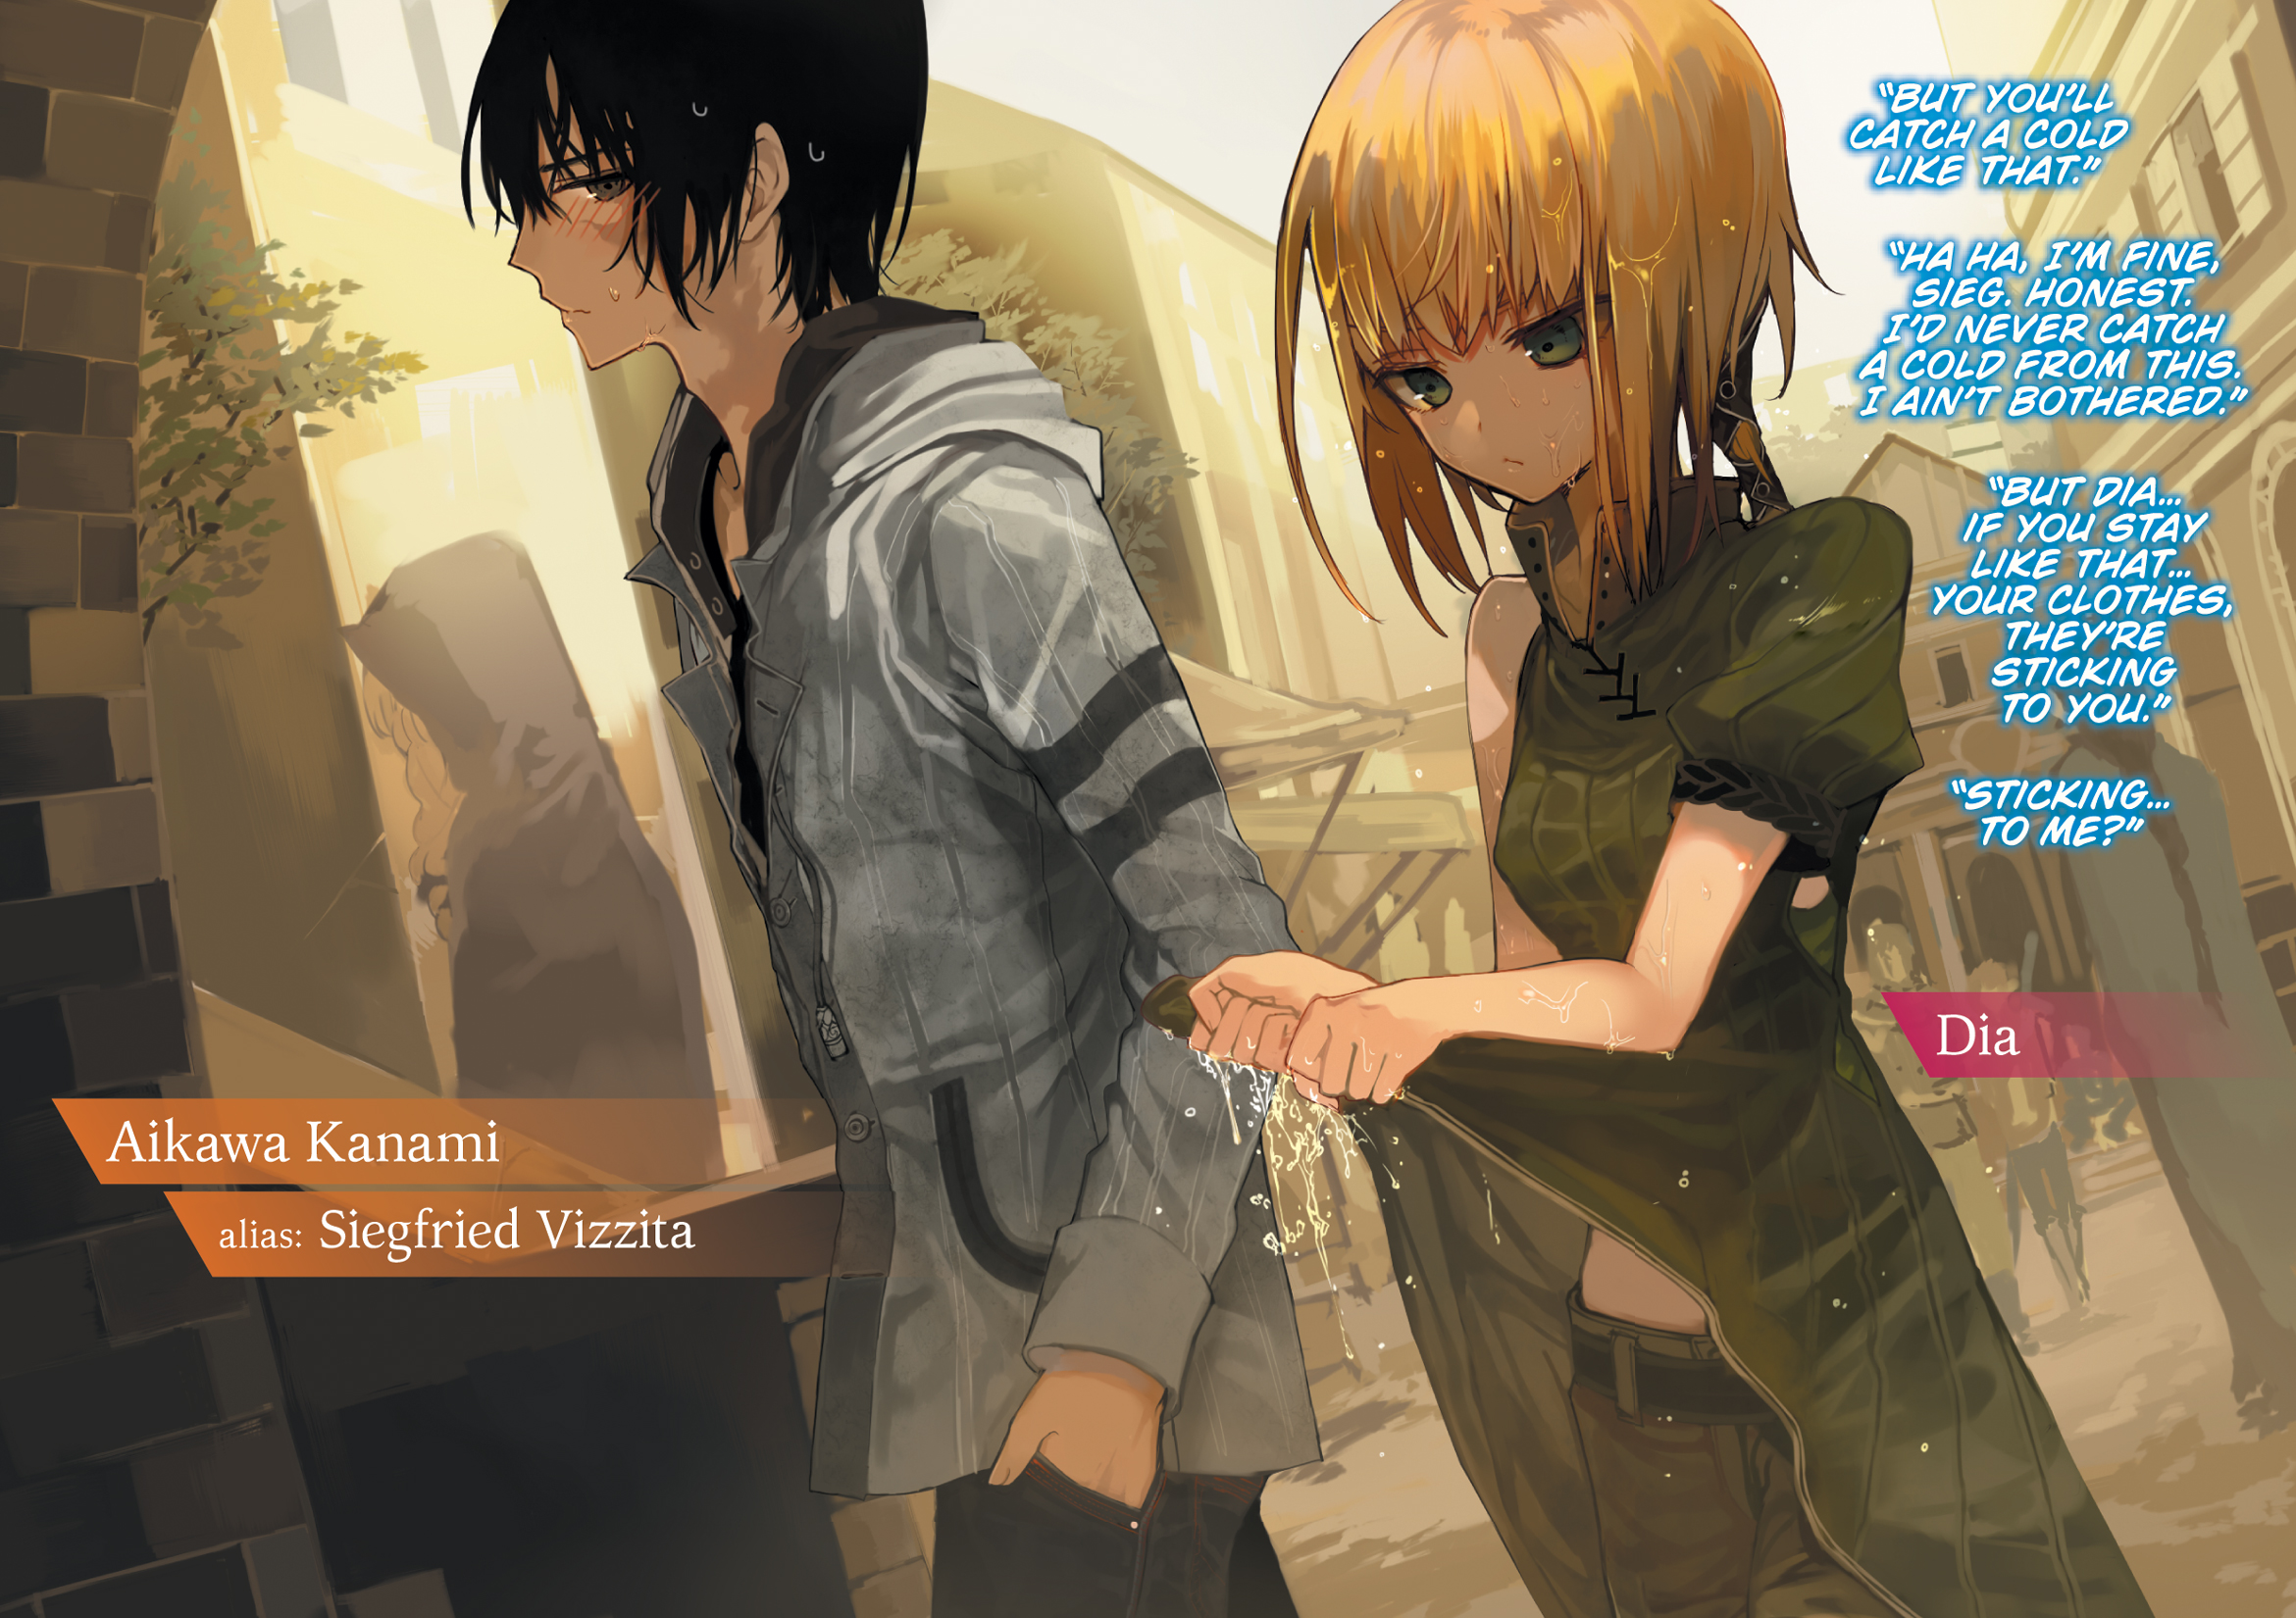 “BUT YOU’LL
CATCH A COLD
LIKE THAT.”
“HA HA, I’M FINE,
SIEG. HONEST.
I’D NEVER CATCH
A COLD FROM THIS.
I AIN’T BOTHERED.”
“BUT DIA...
IF YOU STAY
LIKE THAT...
YOUR CLOTHES,
THEY’RE
STICKING
TO YOU.”
“STICKING...
TO ME?”
Dia
Aikawa Kanami
alias: Siegfried Vizzita